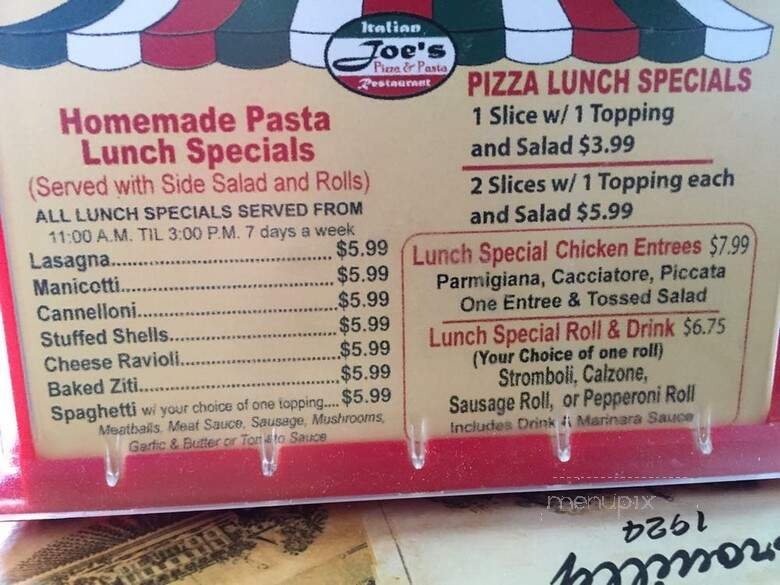 Italian
Joe's
Pizza & Pasta
Restaurant
Homemade Pasta
Lunch Specials
(Served with Side Salad and Rolls)
ALL LUNCH SPECIALS SERVED FROM
11:00 A.M. TIL 3:00 P.M. 7 days a week
Lasagna.......................... $5.99
Manicotti......................... $5.99
Cannelloni....................... $5.99
Stuffed Shells................... $5.99
Cheese Ravioli................. $5.99
Baked Ziti........................ $5.99
Spaghetti w/ your choice of one topping.... $5.99
Meatballs, Meat Sauce, Sausage, Mushrooms,
Garlic & Butter or Tomato Sauce
PIZZA LUNCH SPECIALS
1 Slice w/ 1 Topping
and Salad $3.99
2 Slices w/ 1 Topping each
and Salad $5.99
Lunch Special Chicken Entrees $7.99
Parmigiana, Cacciatore, Piccata
One Entree & Tossed Salad
Lunch Special Roll & Drink $6.75
(Your Choice of one roll)
Stromboli, Calzone,
Sausage Roll, or Pepperoni Roll
Includes Drink & Marinara Sauce
menupix
1924